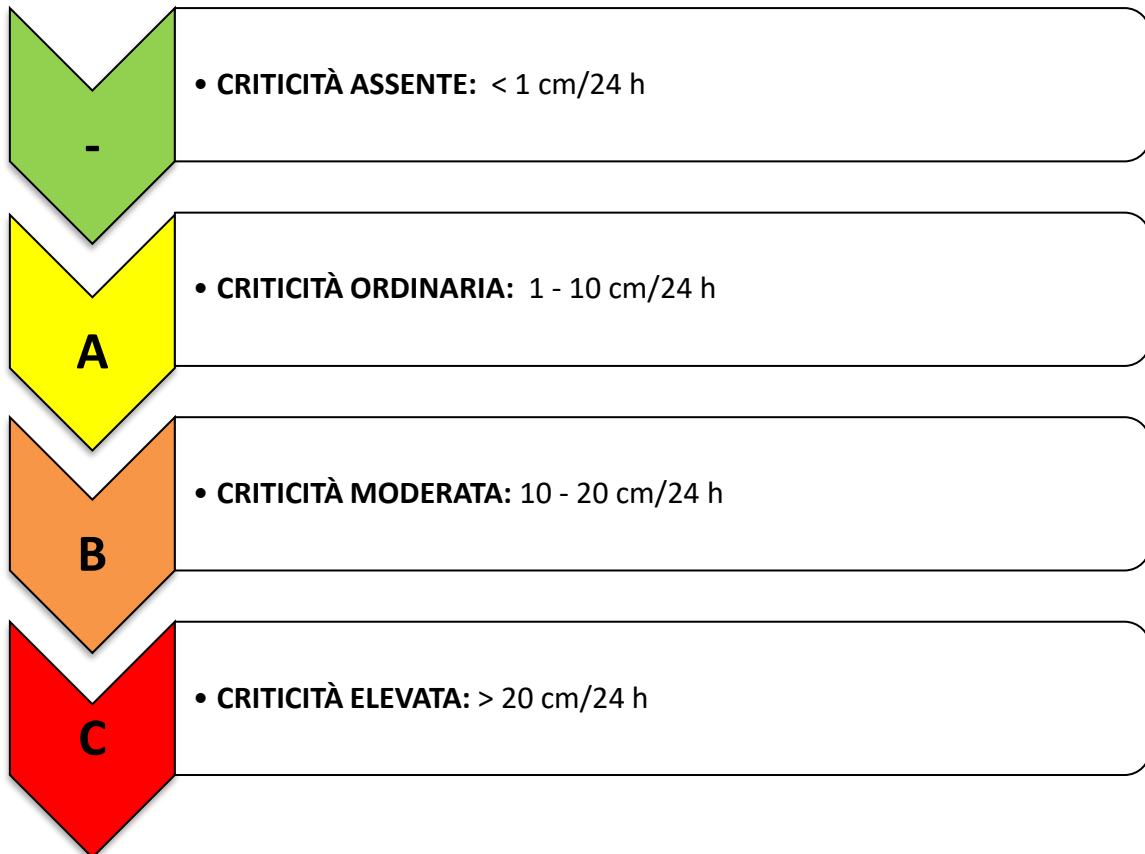 -
• CRITICITÀ ASSENTE: < 1 cm/24 h
A
• CRITICITÀ ORDINARIA: 1 - 10 cm/24 h
B
• CRITICITÀ MODERATA: 10 - 20 cm/24 h
C
• CRITICITÀ ELEVATA: > 20 cm/24 h